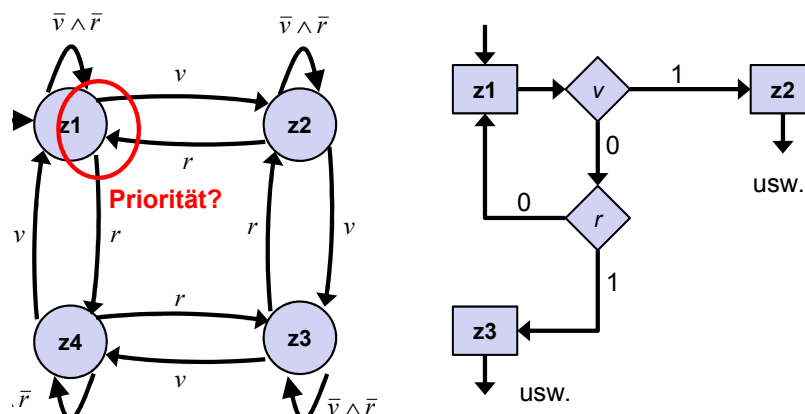 v̅ ∧ r̅
v̅ ∧ r̅
v
z1
z2
r
Priorität?
v
r
r
v
r
z4
z3
v
r̅
v̅ ∧ r̅
z1
v
1
z2
0
usw.
0
r
1
z3
usw.